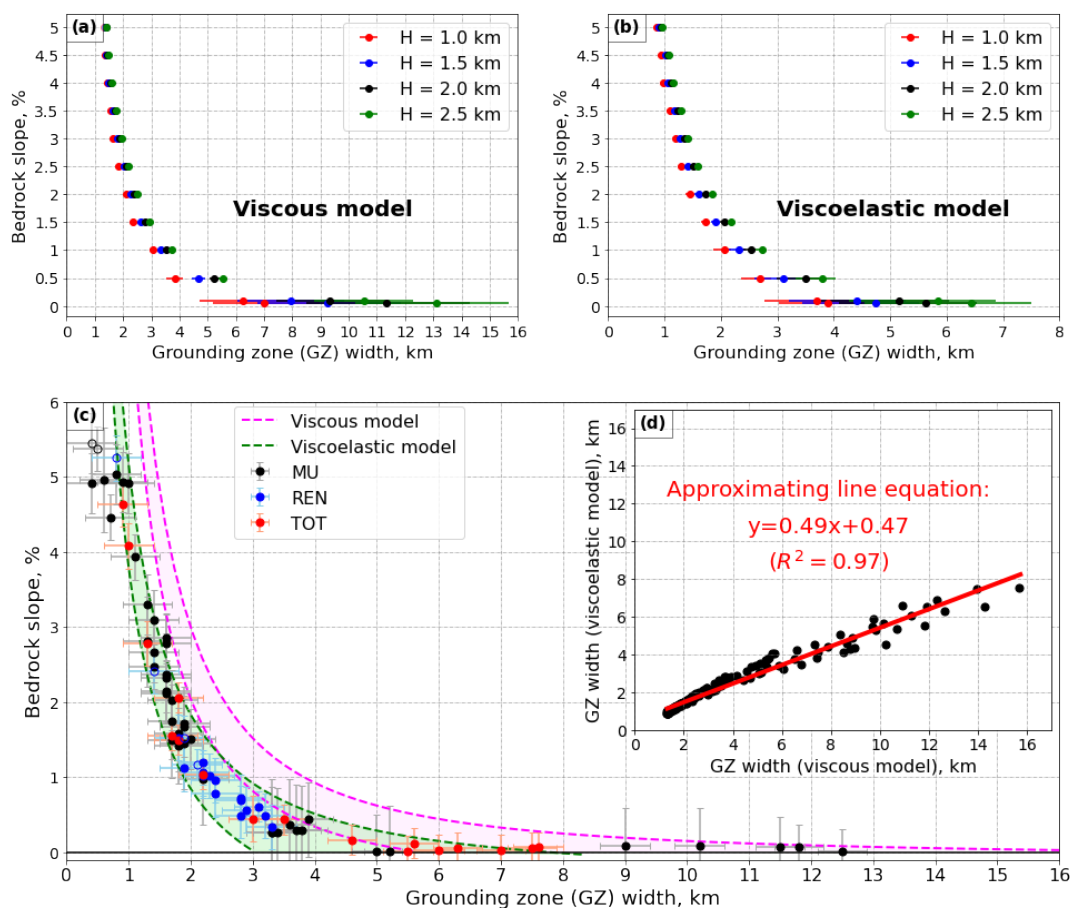 (a)
H = 1.0 km
H = 1.5 km
H = 2.0 km
H = 2.5 km
Viscous model
Bedrock slope, %
5
4.5
4
3.5
3
2.5
2
1.5
1
0.5
0
0 1 2 3 4 5 6 7 8 9 10 11 12 13 14 15 16
Grounding zone (GZ) width, km
(b)
H = 1.0 km
H = 1.5 km
H = 2.0 km
H = 2.5 km
Viscoelastic model
Bedrock slope, %
5
4.5
4
3.5
3
2.5
2
1.5
1
0.5
0
0 1 2 3 4 5 6 7 8
Grounding zone (GZ) width, km
(c)
Viscous model
Viscoelastic model
MU
REN
TOT
Bedrock slope, %
6
5
4
3
2
1
0
0 1 2 3 4 5 6 7 8 9 10 11 12 13 14 15 16
Grounding zone (GZ) width, km
(d)
Approximating line equation:
y=0.49x+0.47
(R² = 0.97)
GZ width (viscoelastic model), km
16
14
12
10
8
6
4
2
0
0 2 4 6 8 10 12 14 16
GZ width (viscous model), km